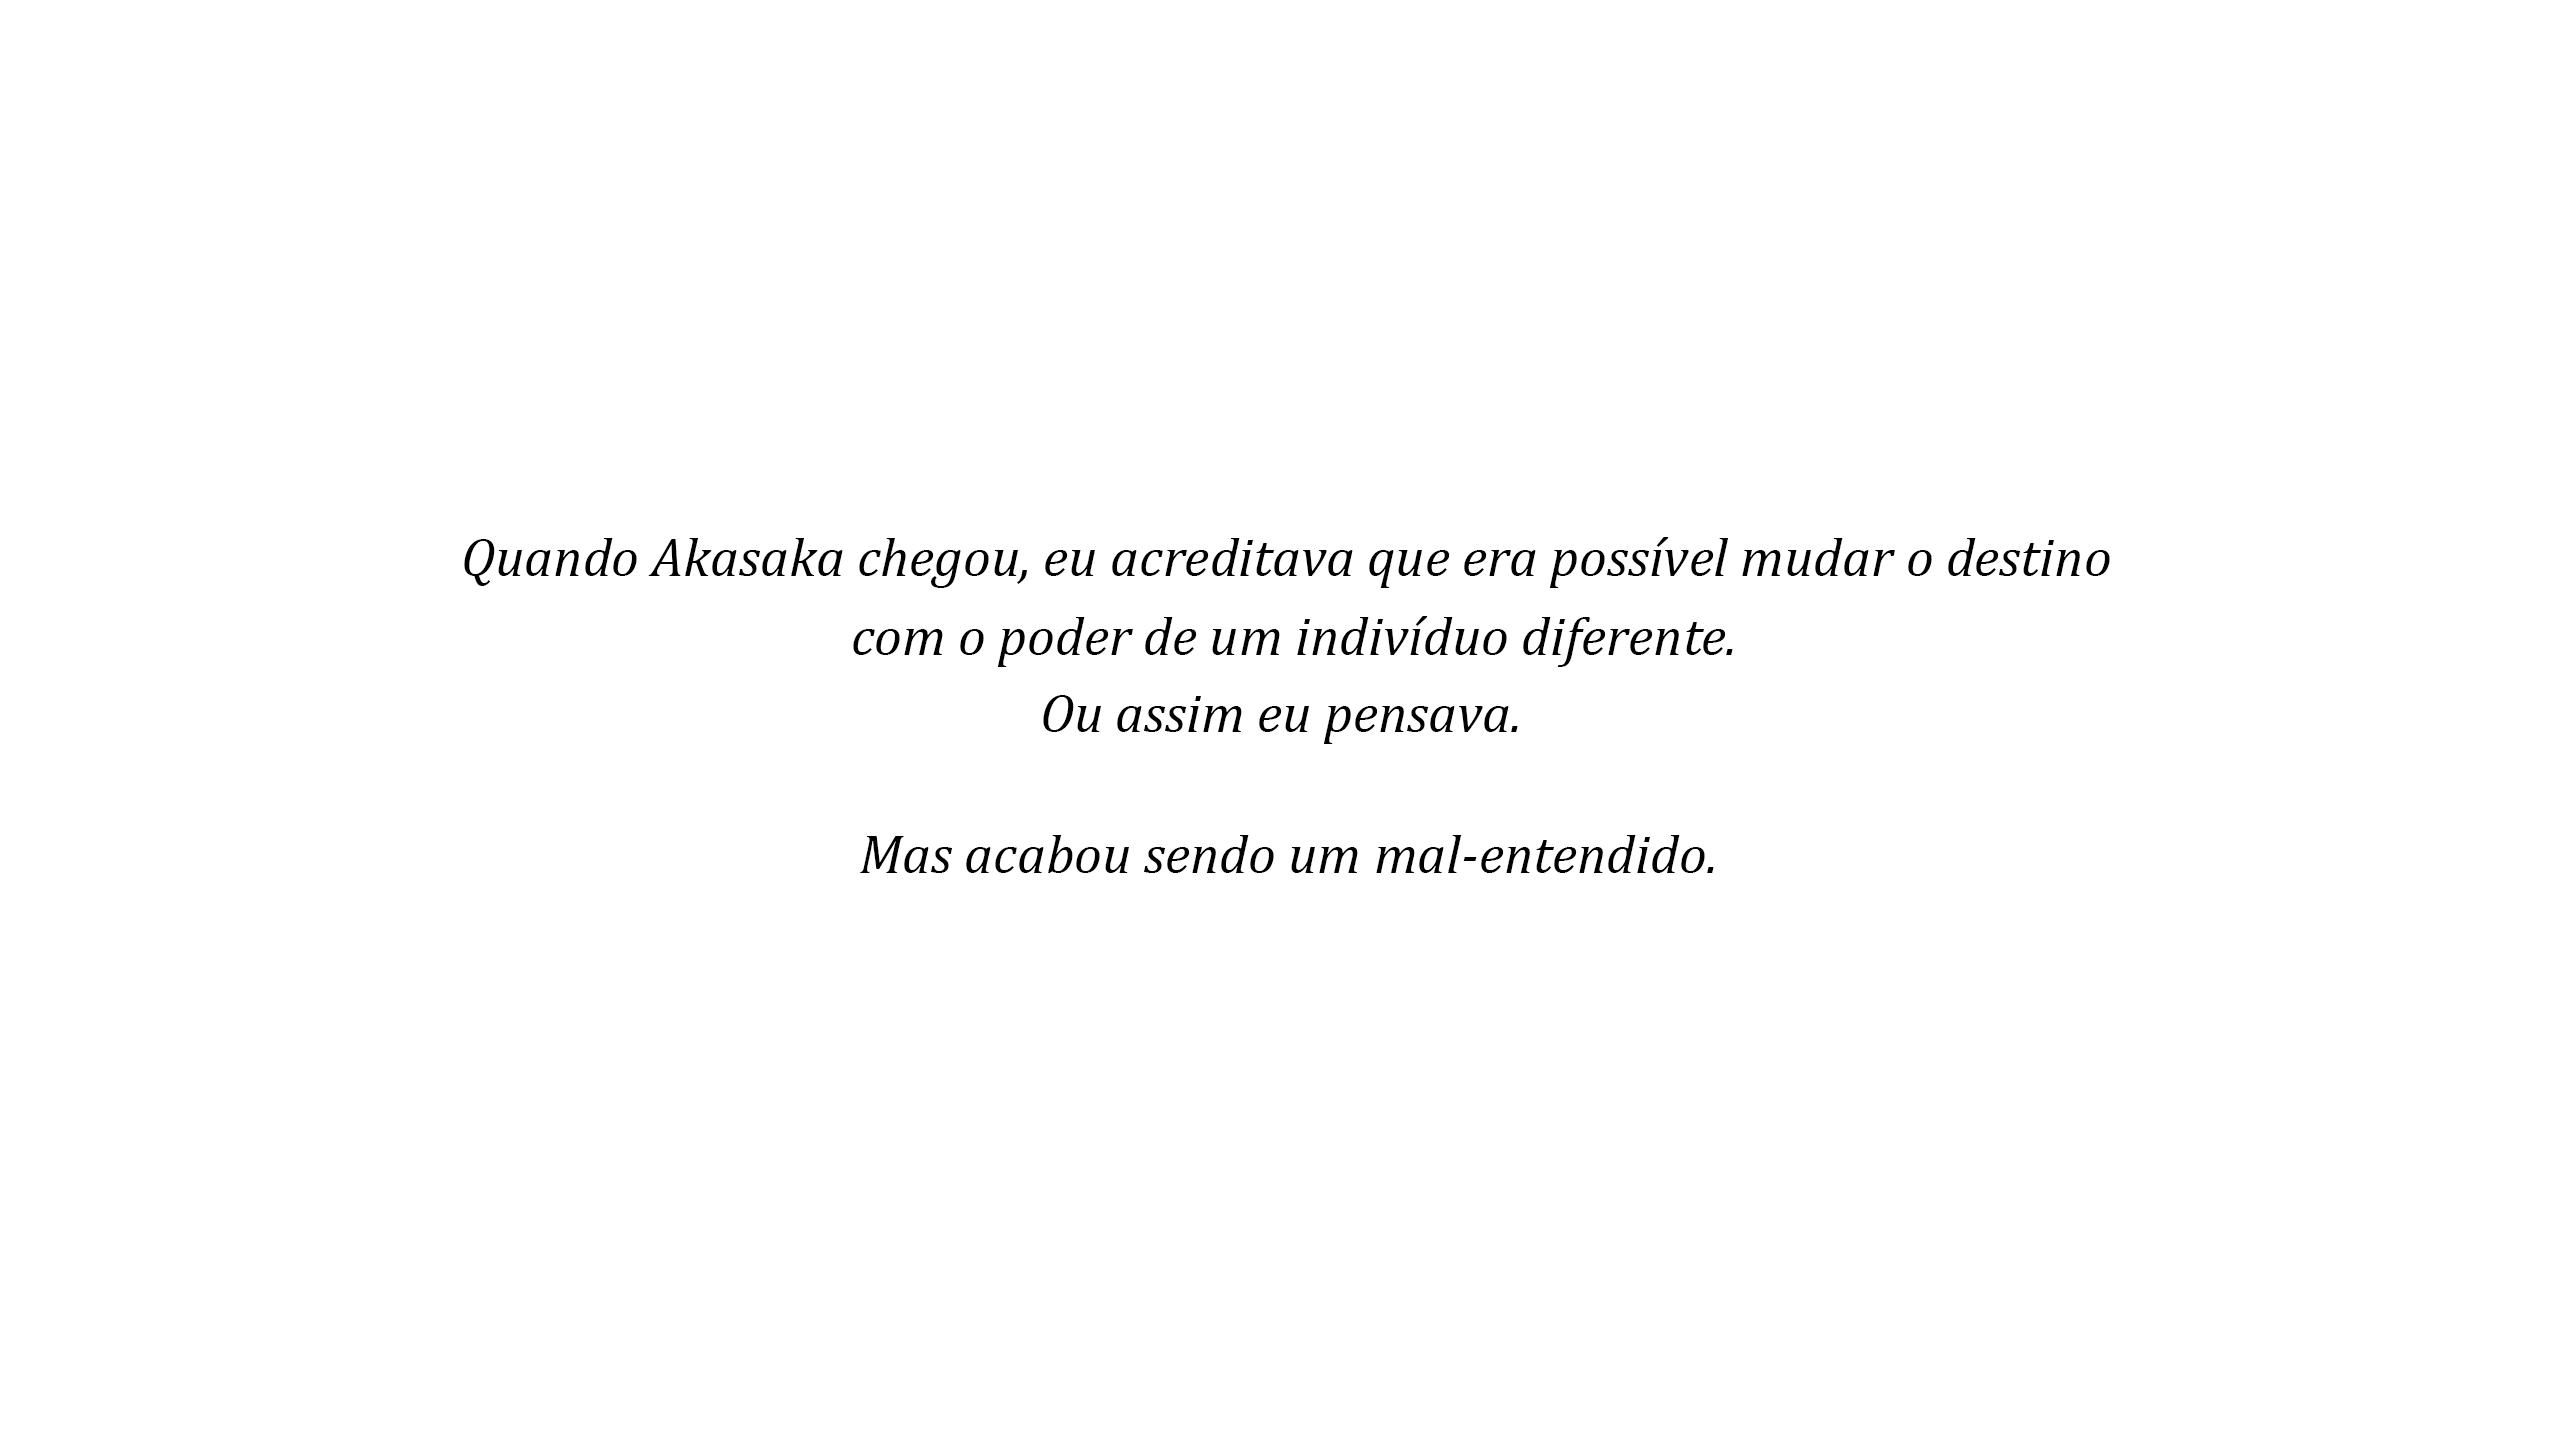 Quando Akasaka chegou, eu acreditava que era possível mudar o destino
com o poder de um indivíduo diferente.
Ou assim eu pensava.
Mas acabou sendo um mal-entendido.